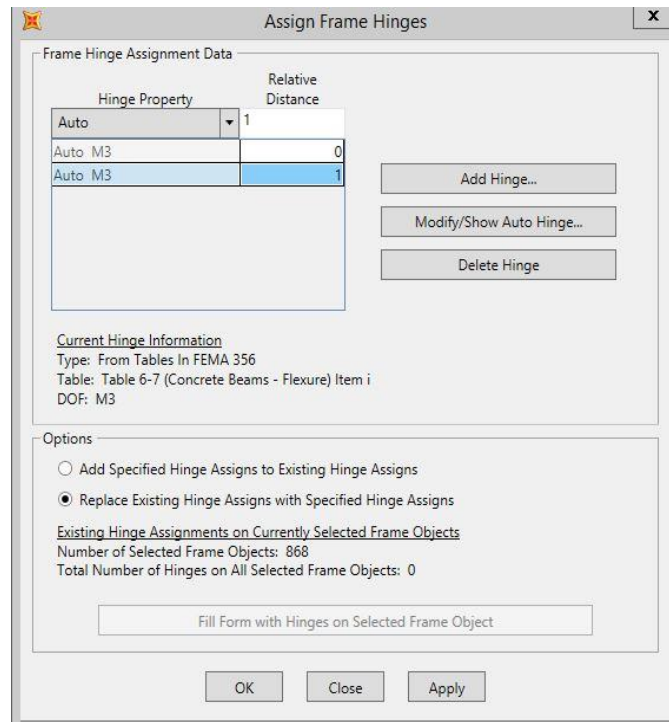 Assign Frame Hinges
x
Frame Hinge Assignment Data
Hinge Property
Relative
Distance
Auto
1
Auto M3 0
Auto M3 1
Add Hinge...
Modify/Show Auto Hinge...
Delete Hinge
Current Hinge Information
Type: From Tables In FEMA 356
Table: Table 6-7 (Concrete Beams - Flexure) Item i
DOF: M3
Options
Add Specified Hinge Assigns to Existing Hinge Assigns
Replace Existing Hinge Assigns with Specified Hinge Assigns
Existing Hinge Assignments on Currently Selected Frame Objects
Number of Selected Frame Objects: 868
Total Number of Hinges on All Selected Frame Objects: 0
Fill Form with Hinges on Selected Frame Object
OK Close Apply